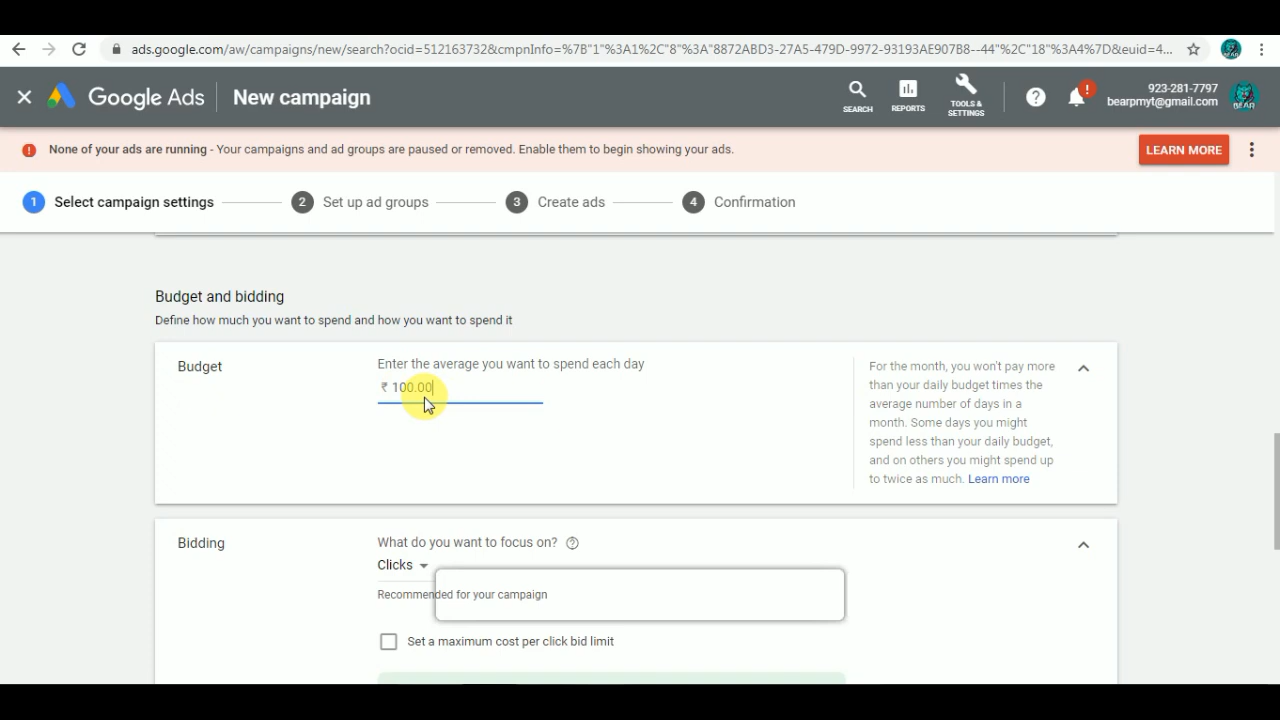 ads.google.com/aw/campaigns/new/search?ocid=512163732&cmpnInfo=%7B"1"%3A1%2C"8"%3A"8872ABD3-27A5-479D-9972-93193AE907B8--44"%2C"18"%3A4%7D&euid=4...
Google Ads New campaign
SEARCH
REPORTS
TOOLS & SETTINGS
923-281-7797
bearpmyt@gmail.com
BEAR
None of your ads are running - Your campaigns and ad groups are paused or removed. Enable them to begin showing your ads.
LEARN MORE
1 Select campaign settings 2 Set up ad groups 3 Create ads 4 Confirmation
Budget and bidding
Define how much you want to spend and how you want to spend it
Budget
Enter the average you want to spend each day
₹ 100.00
For the month, you won't pay more
than your daily budget times the
average number of days in a
month. Some days you might
spend less than your daily budget,
and on others you might spend up
to twice as much. Learn more
Bidding
What do you want to focus on?
Clicks
Recommended for your campaign
Set a maximum cost per click bid limit